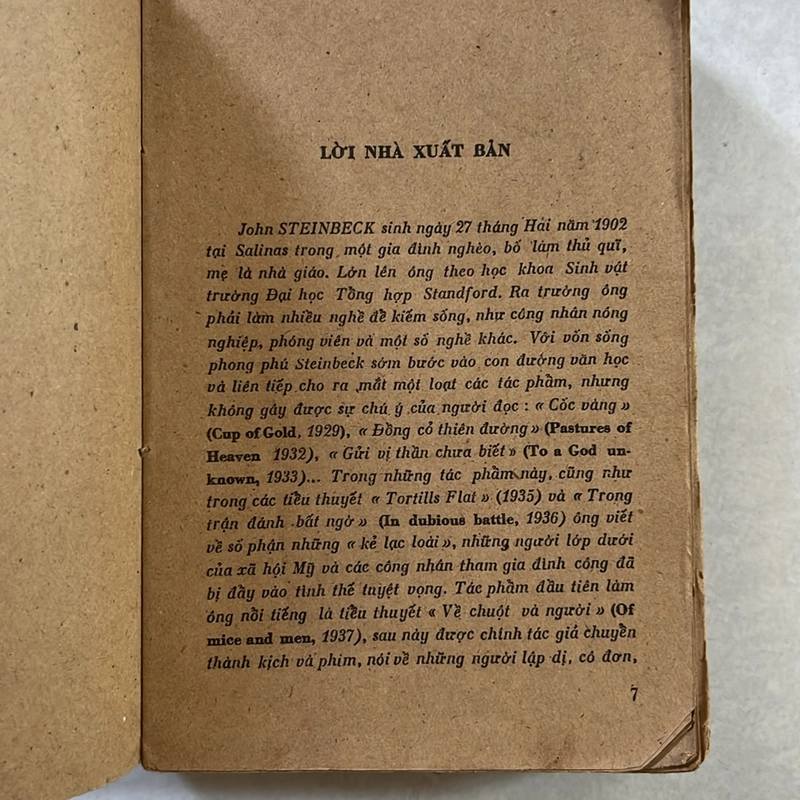 LỜI NHÀ XUẤT BẢN
John STEINBECK sinh ngày 27 tháng Hai năm 1902
tại Salinas trong một gia đình nghèo, bố làm thủ quĩ,
mẹ là nhà giáo. Lớn lên ông theo học khoa Sinh vật
trường Đại học Tổng hợp Standford. Ra trường ông
phải làm nhiều nghề để kiếm sống, như công nhân nông
nghiệp, phóng viên và một số nghề khác. Với vốn sống
phong phú Steinbeck sớm bước vào con đường văn học
và liên tiếp cho ra mắt một loạt các tác phẩm, nhưng
không gây được sự chú ý của người đọc : « Cốc vàng »
(Cup of Gold, 1929), « Đồng cỏ thiên đường » (Pastures of
Heaven 1932), « Gửi vị thần chưa biết » (To a God un-
known, 1933)... Trong những tác phẩm này, cũng như
trong các tiểu thuyết « Tortills Flat » (1935) và « Trong
trận đánh bất ngờ » (In dubious battle, 1936) ông viết
về số phận những « kẻ lạc loài », những người lớp dưới
của xã hội Mỹ và các công nhân tham gia đình công đã
bị đẩy vào tình thế tuyệt vọng. Tác phẩm đầu tiên làm
ông nổi tiếng là tiểu thuyết « Về chuột và người » (Of
mice and men, 1937), sau này được chính tác giả chuyển
thành kịch và phim, nói về những người lập dị, cô đơn,
7